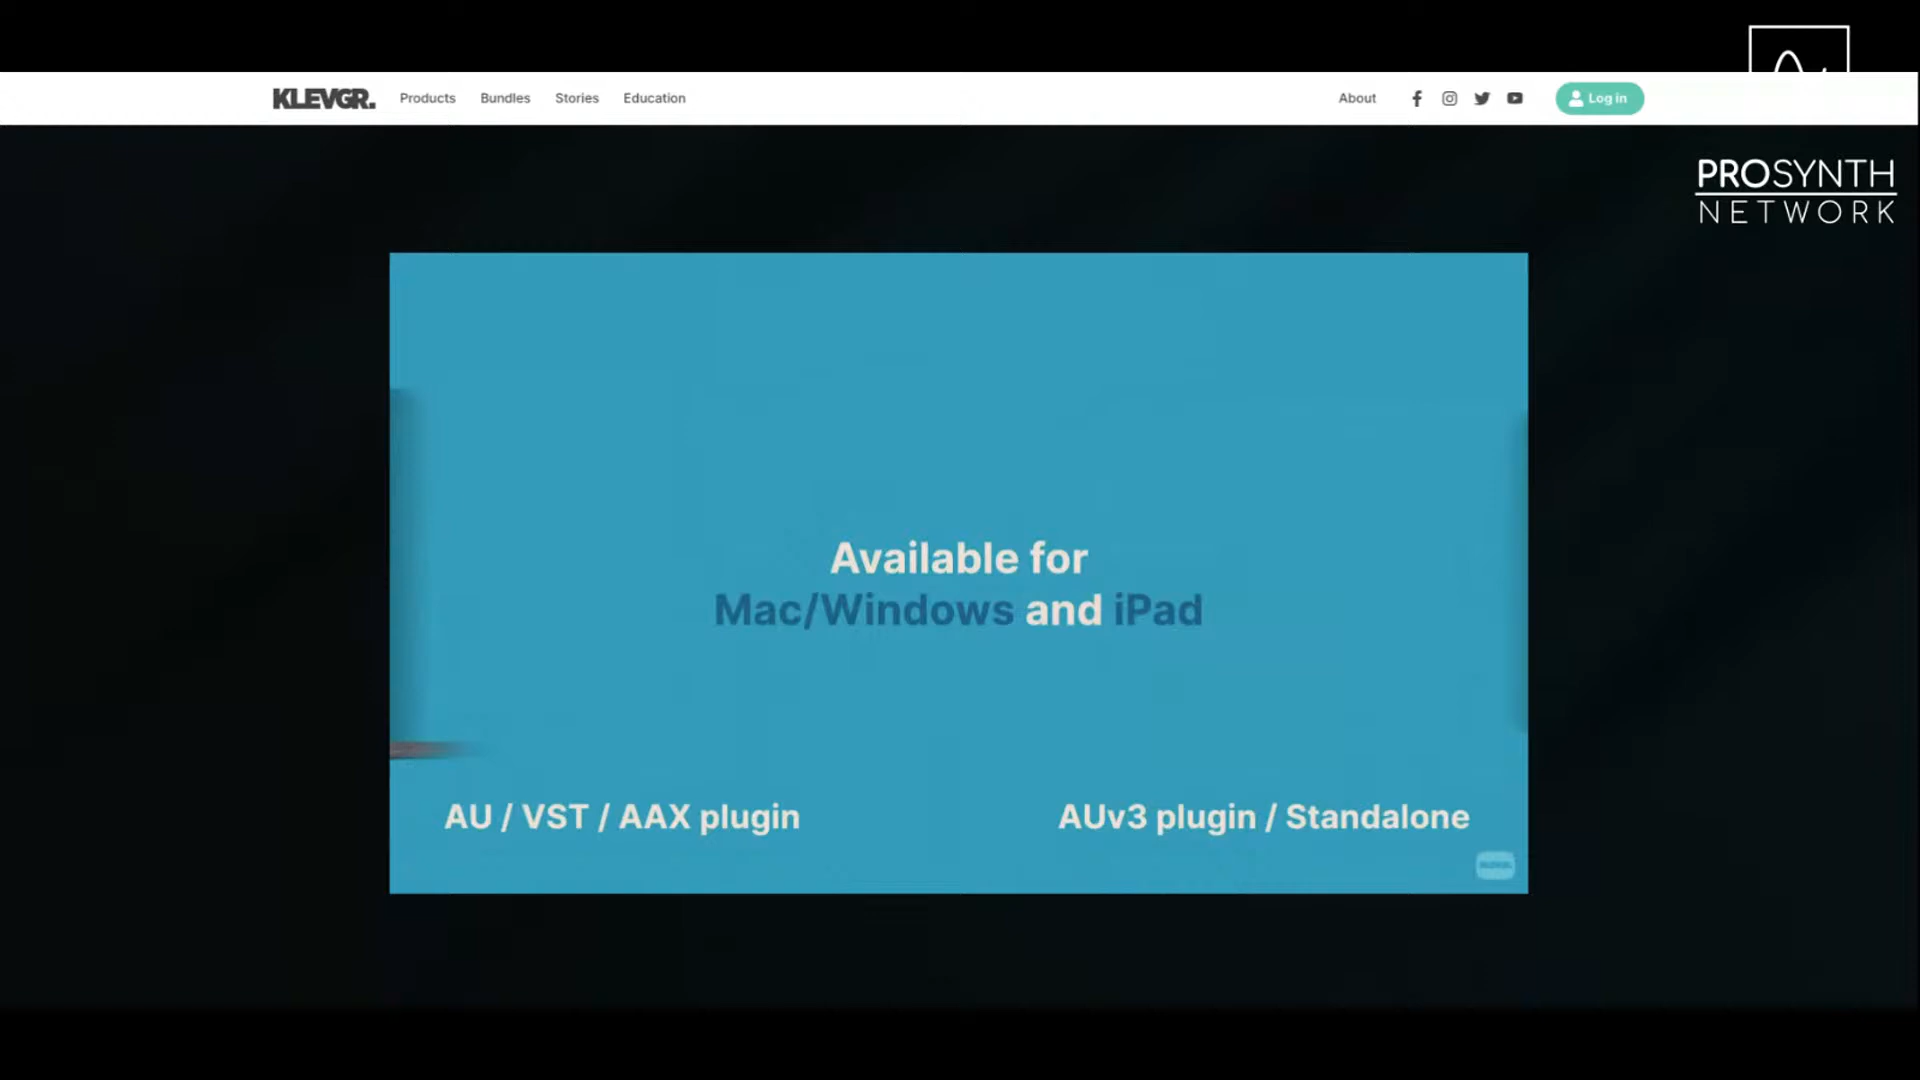 KLEVGR. Products Bundles Stories Education About Log in
PROSYNTH
NETWORK
Available for
Mac/Windows and iPad
AU / VST / AAX plugin AUv3 plugin / Standalone